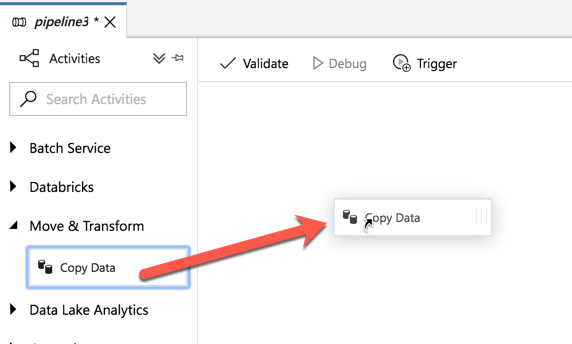 pipeline3 *
Activities
Validate
Debug
Trigger
Search Activities
Batch Service
Databricks
Move & Transform
Copy Data
Copy Data
Data Lake Analytics